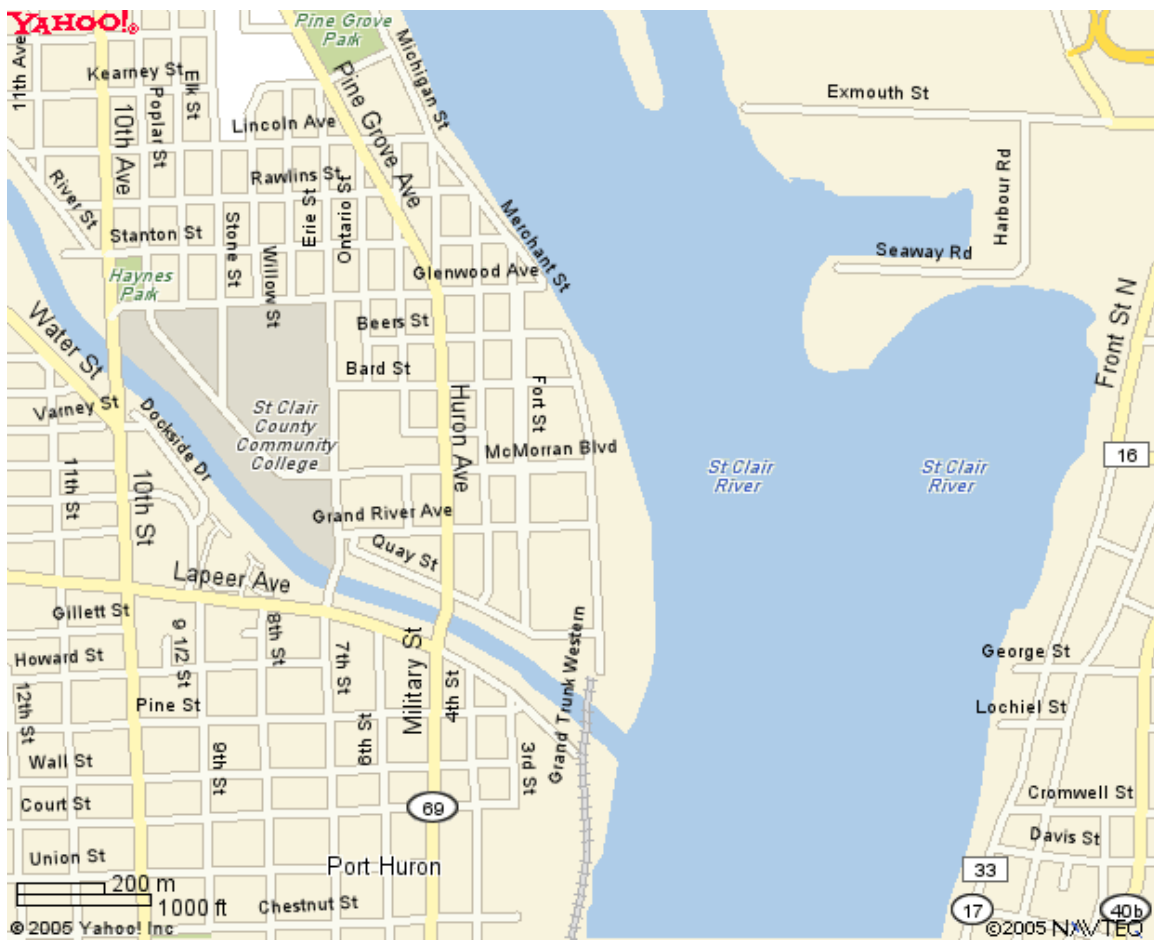 YAHOO!®
Pine Grove
Park
11th Ave
Kearney St
Elk St
Poplar St
10th Ave
Michigan St
Pine Grove Ave
Exmouth St
Lincoln Ave
Rawlins St
River St
Erie St
Ontario St
Harbour Rd
Merchant St
Stanton St
Stone St
Willow St
Seaway Rd
Haynes
Park
Glenwood Ave
Water St
Beers St
Front St N
Bard St
Varney St
Dockside Dr
St Clair
County
Community
College
Huron Ave
Fort St
McMorran Blvd
16
11th St
10th St
St Clair
River
St Clair
River
Grand River Ave
Quay St
Lapeer Ave
Gillett St
9 1/2 St
8th St
7th St
Military St
Grand Trunk Western
Howard St
George St
12th St
Pine St
4th St
Lochiel St
6th St
Wall St
9th St
3rd St
Court St
69
Cromwell St
Davis St
Union St
Port Huron
33
200 m
1000 ft
Chestnut St
17
40b
©2005 Yahoo! Inc
©2005 NAVTEQ